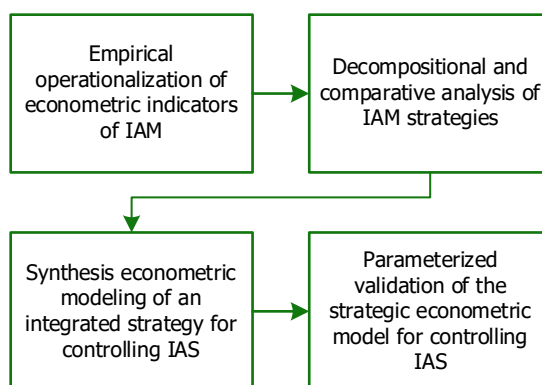 Empirical
operationalization of
econometric indicators
of IAM
Decompositional and
comparative analysis of
IAM strategies
Synthesis econometric
modeling of an
integrated strategy for
controlling IAS
Parameterized
validation of the
strategic econometric
model for controlling
IAS